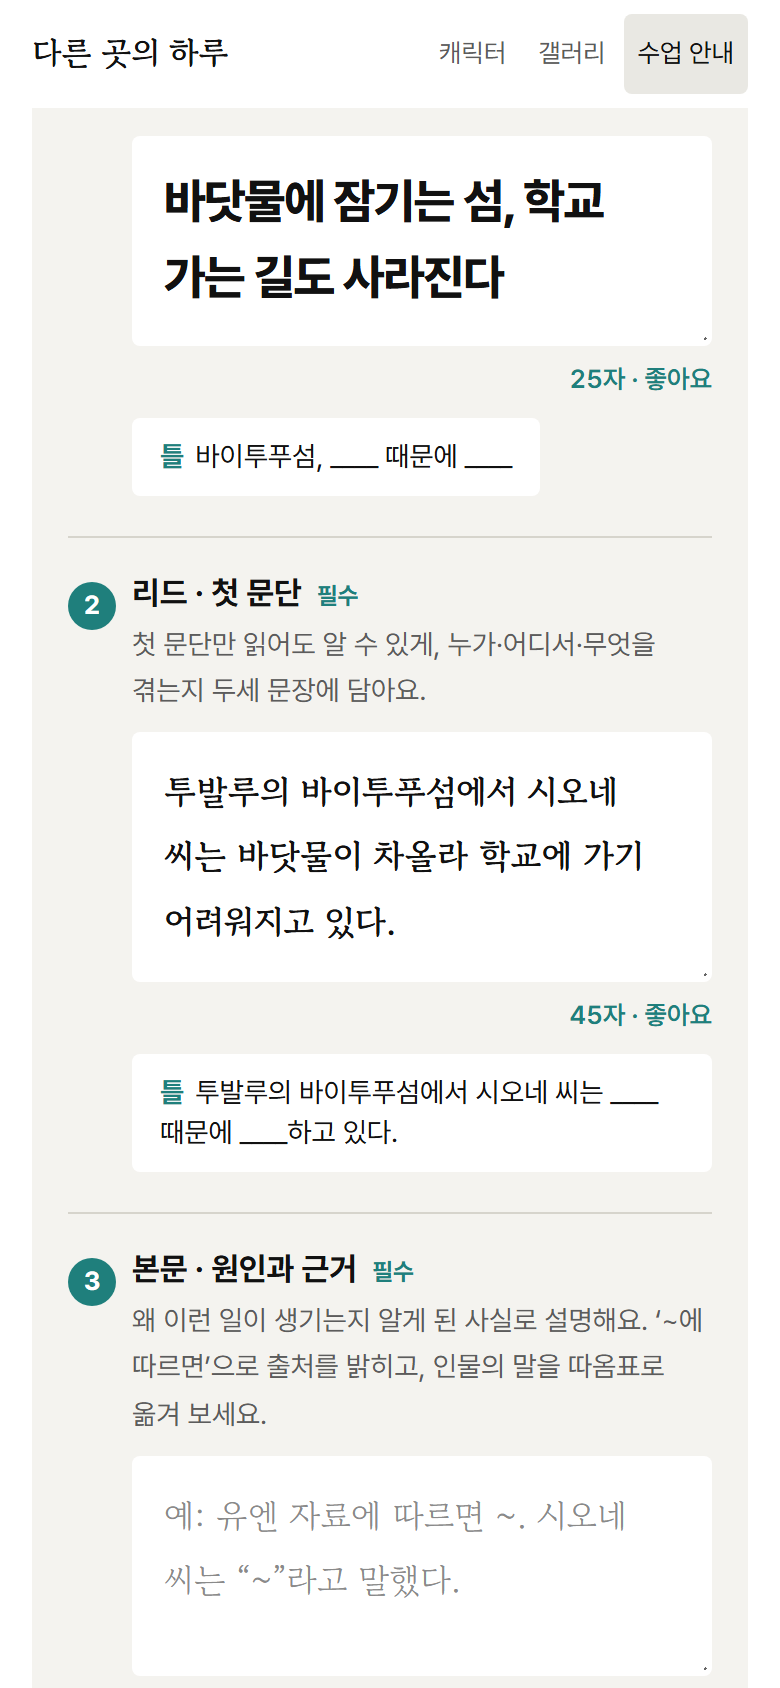 다른 곳의 하루
캐릭터 갤러리 수업 안내
바닷물에 잠기는 섬, 학교
가는 길도 사라진다
25자 · 좋아요
틀 바이투푸섬, ____ 때문에 ____
2 리드 · 첫 문단 필수
첫 문단만 읽어도 알 수 있게, 누가·어디서·무엇을
겪는지 두세 문장에 담아요.
투발루의 바이투푸섬에서 시오네
씨는 바닷물이 차올라 학교에 가기
어려워지고 있다.
45자 · 좋아요
틀 투발루의 바이투푸섬에서 시오네 씨는 ____
때문에 ____하고 있다.
3 본문 · 원인과 근거 필수
왜 이런 일이 생기는지 알게 된 사실로 설명해요. ‘~에
따르면’으로 출처를 밝히고, 인물의 말을 따옴표로
옮겨 보세요.
예: 유엔 자료에 따르면 ~. 시오네
씨는 “~”라고 말했다.